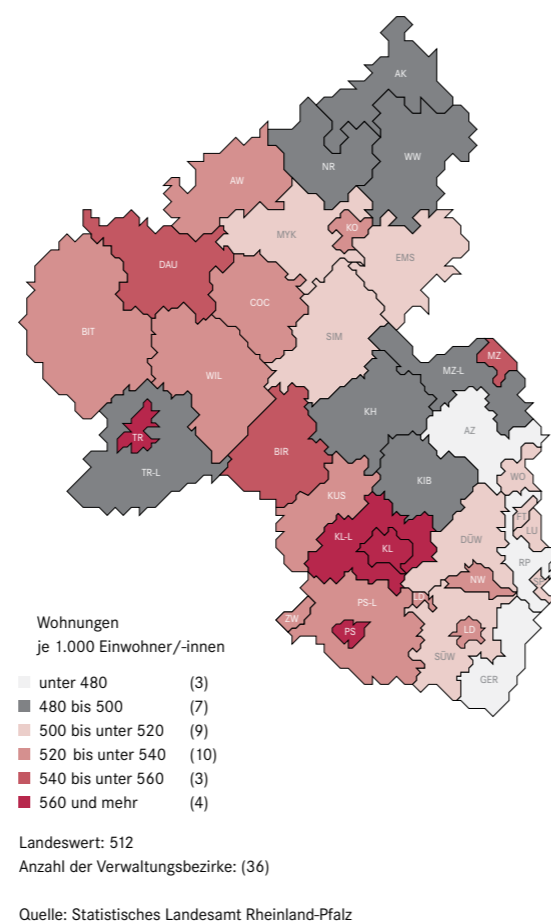 AK
NR
WW
AW
MYK
KO
EMS
DAU
COC
SIM
BIT
WIL
MZ
MZ-L
KH
AZ
TR
TR-L
BIR
KIB
WO
KUS
FT
LU
KL-L
KL
DÜW
RP
NW
SP
PS-L
LD
ZW
PS
LD
SÜW
GER
Wohnungen
je 1.000 Einwohner/-innen
unter 480 (3)
480 bis 500 (7)
500 bis unter 520 (9)
520 bis unter 540 (10)
540 bis unter 560 (3)
560 und mehr (4)
Landeswert: 512
Anzahl der Verwaltungsbezirke: (36)
Quelle: Statistisches Landesamt Rheinland-Pfalz